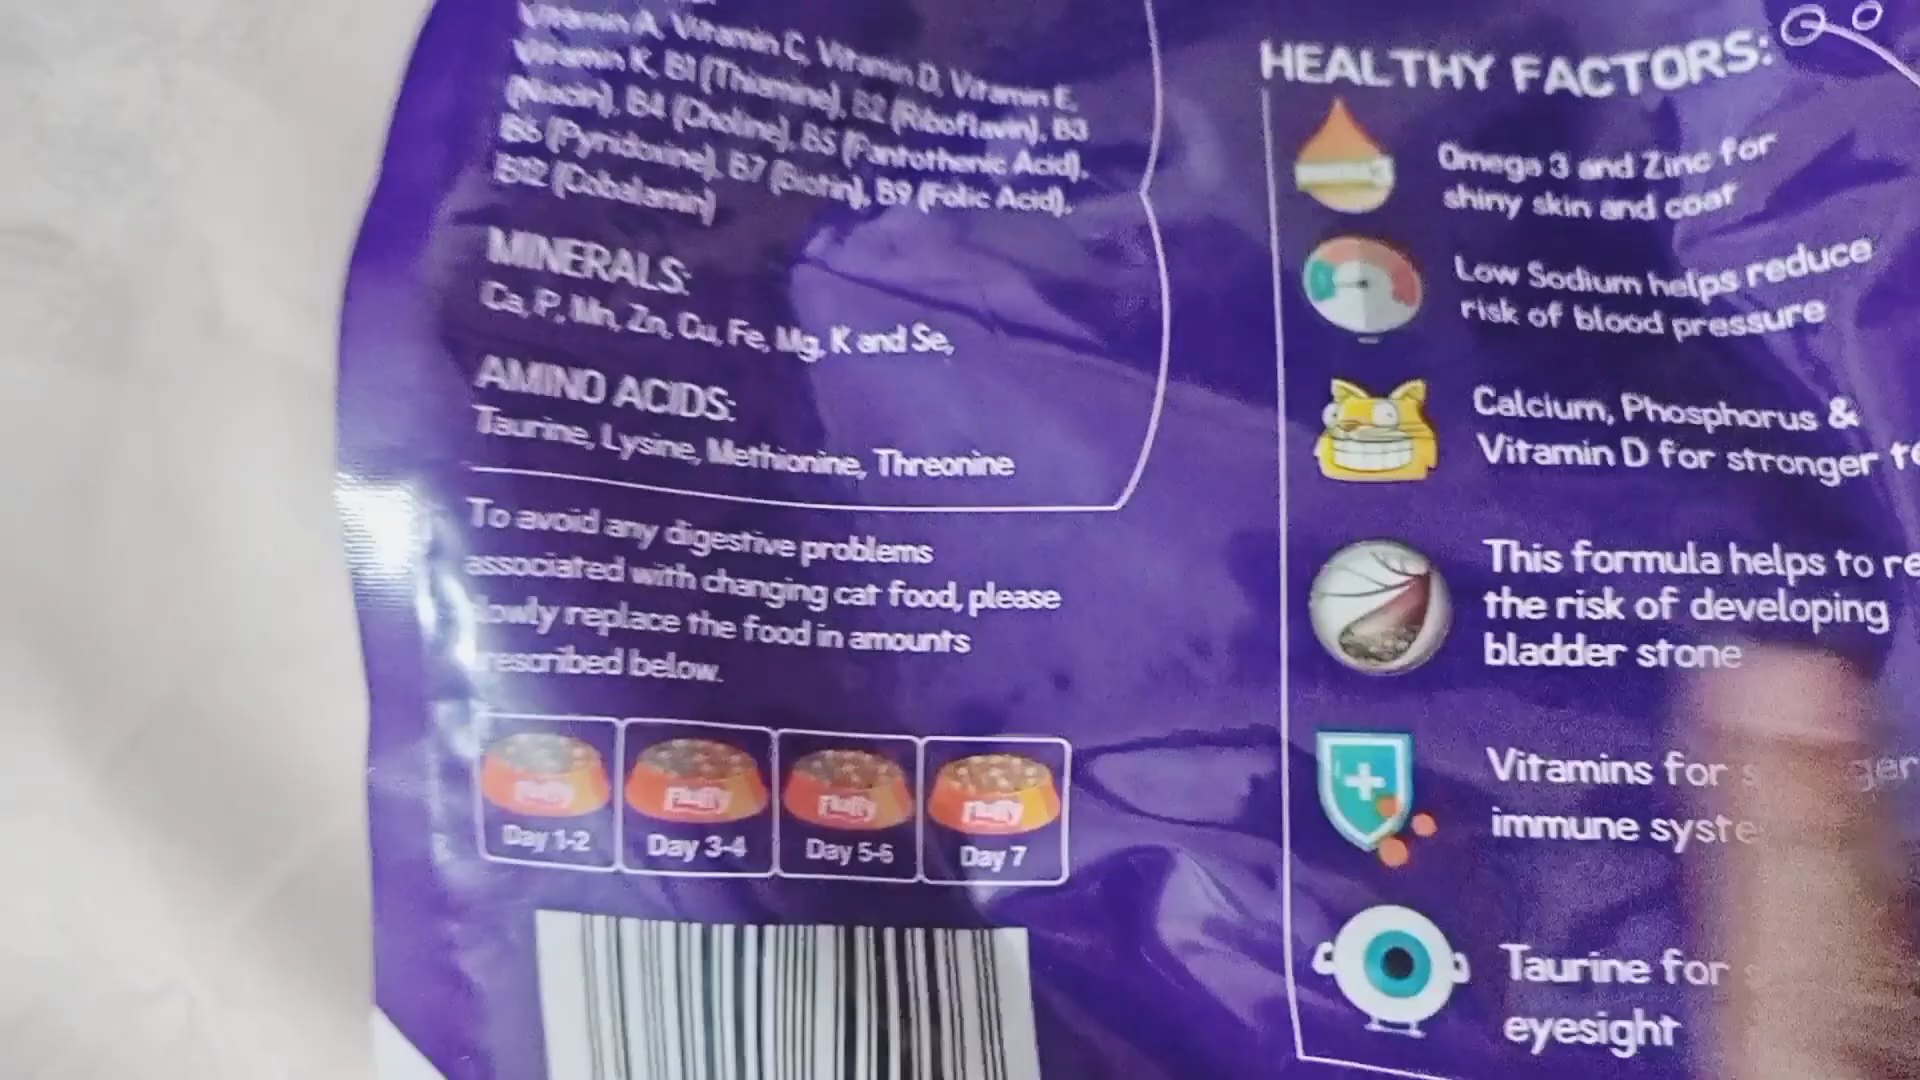 Vitamin A, Vitamin C, Vitamin D, Vitamin E,
Vitamin K, B1 (Thiamine), B2 (Riboflavin), B3
(Niacin), B4 (Choline), B5 (Pantothenic Acid),
B6 (Pyridoxine), B7 (Biotin), B9 (Folic Acid),
B12 (Cobalamin)
MINERALS:
Ca, P, Mn, Zn, Cu, Fe, Mg, K and Se,
AMINO ACIDS:
Taurine, Lysine, Methionine, Threonine
To avoid any digestive problems
associated with changing cat food, please
slowly replace the food in amounts
below.
Fluffy
Fluffy
Fluffy
Fluffy
Day 1-2
Day 3-4
Day 5-6
Day 7
HEALTHY FACTORS:
Omega 3 and Zinc for
shiny skin and coat
Low Sodium helps reduce
risk of blood pressure
Calcium, Phosphorus &
Vitamin D for stronger
This formula helps to
the risk of developing
bladder stone
Vitamins for
immune
Taurine for
eyesight